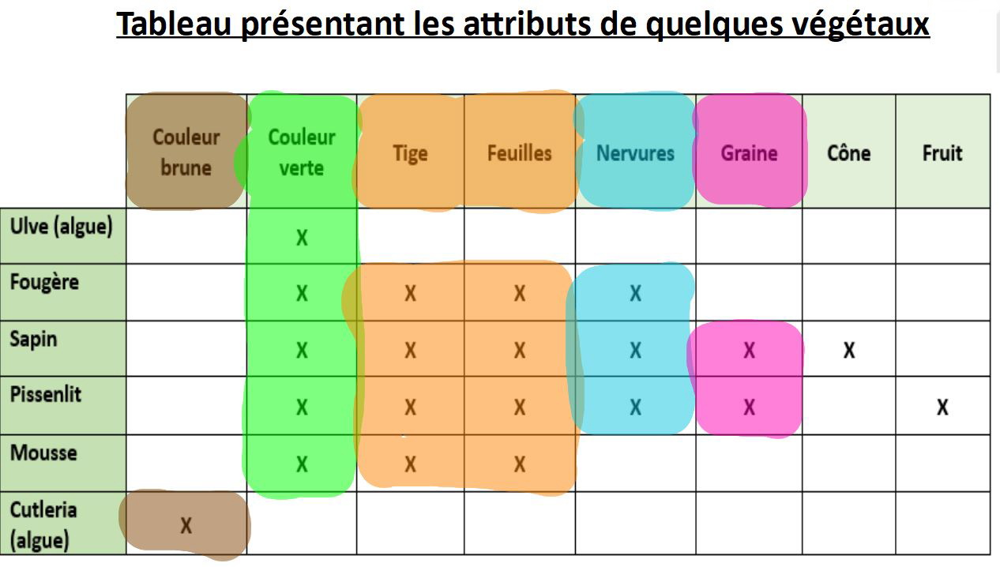 Tableau présentant les attributs de quelques végétaux
Couleur brune Couleur verte Tige Feuilles Nervures Graine Cône Fruit
Ulve (algue) X
Fougère X X X X
Sapin X X X X X X
Pissenlit X X X X X X
Mousse X X X
Cutleria (algue) X